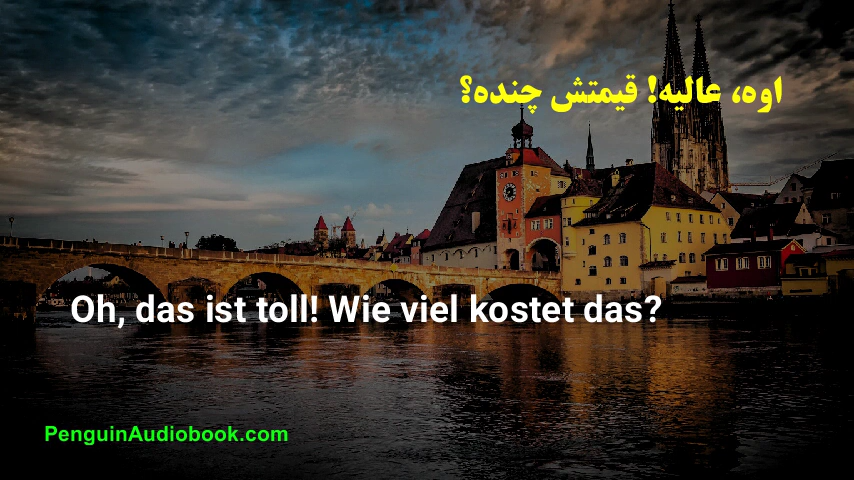 اوه، عالیه! قیمتش چنده؟
Oh, das ist toll! Wie viel kostet das?
PenguinAudiobook.com